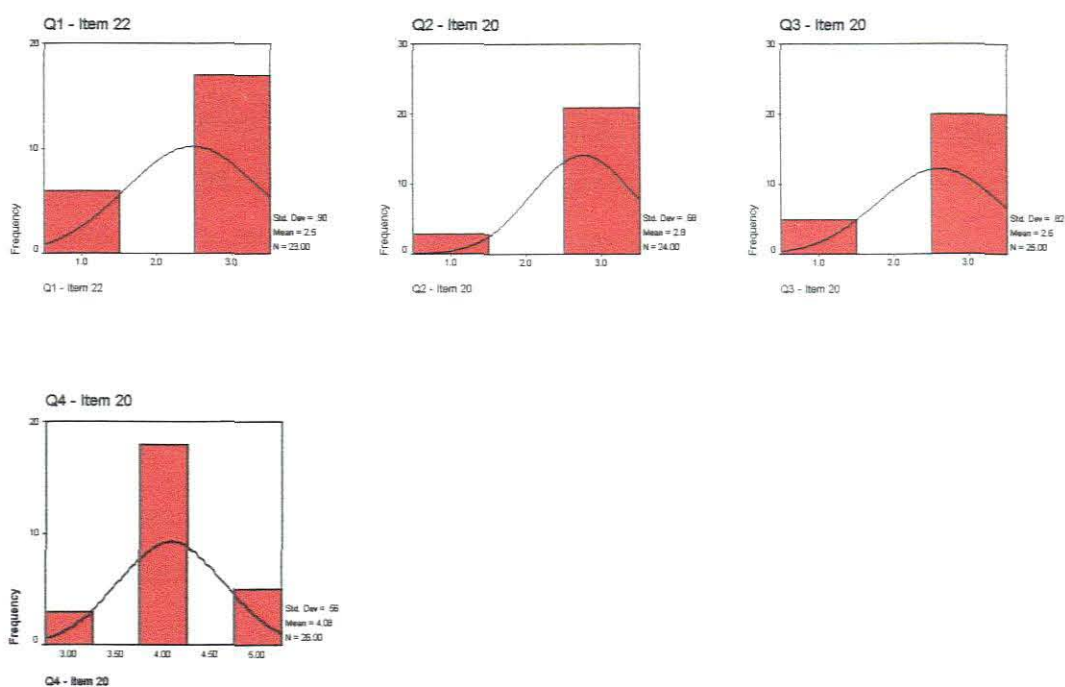 Q1 - Item 22
20
10
0
Frequency
1.0 2.0 3.0
Std. Dev = .90
Mean = 2.5
N = 23.00
Q1 - Item 22
Q2 - Item 20
30
20
10
0
Frequency
1.0 2.0 3.0
Std. Dev = .68
Mean = 2.8
N = 24.00
Q2 - Item 20
Q3 - Item 20
30
20
10
0
Frequency
1.0 2.0 3.0
Std. Dev = .82
Mean = 2.6
N = 25.00
Q3 - Item 20
Q4 - Item 20
20
10
0
Frequency
3.00 3.50 4.00 4.50 5.00
Std. Dev = .56
Mean = 4.08
N = 26.00
Q4 - Item 20